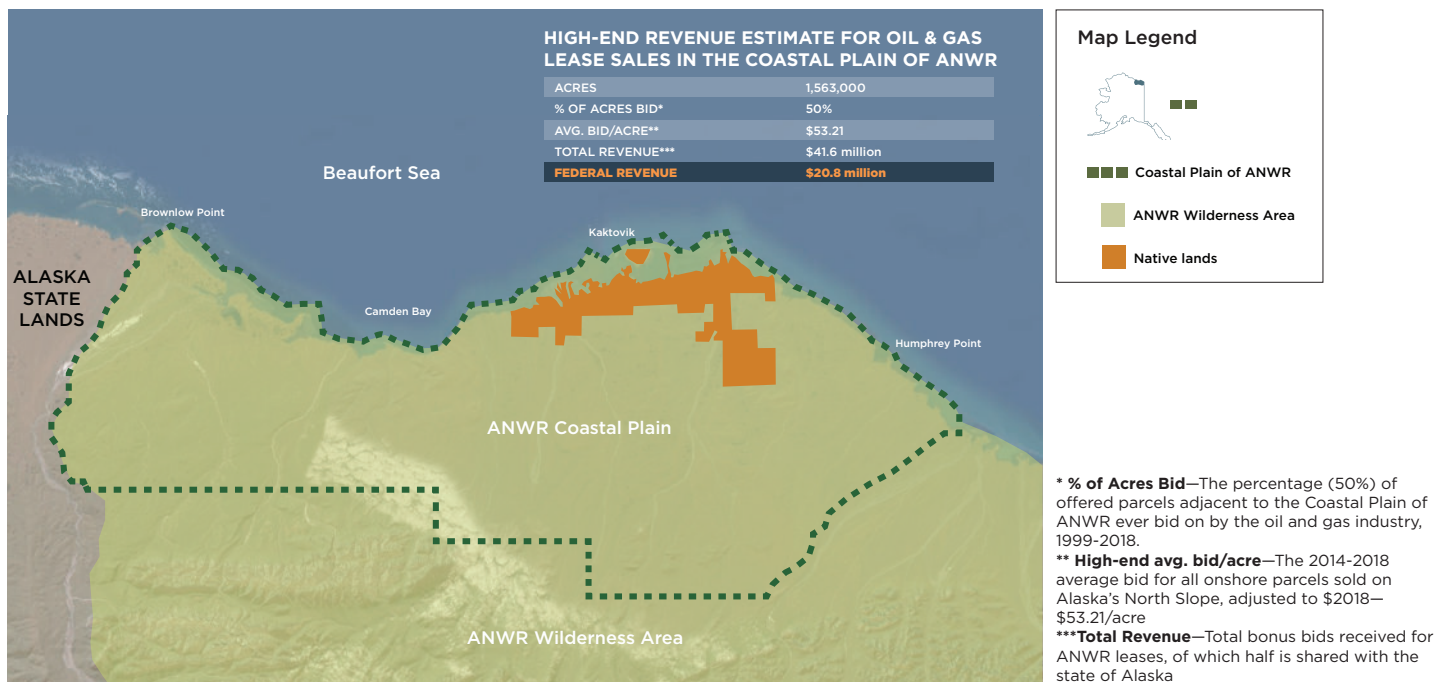 HIGH-END REVENUE ESTIMATE FOR OIL & GAS
LEASE SALES IN THE COASTAL PLAIN OF ANWR
ACRES 1,563,000
% OF ACRES BID* 50%
AVG. BID/ACRE** $53.21
TOTAL REVENUE*** $41.6 million
FEDERAL REVENUE $20.8 million
Beaufort Sea
Brownlow Point
Kaktovik
ALASKA
STATE
LANDS
Camden Bay
Humphrey Point
ANWR Coastal Plain
ANWR Wilderness Area
Map Legend
Coastal Plain of ANWR
ANWR Wilderness Area
Native lands
* % of Acres Bid—The percentage (50%) of
offered parcels adjacent to the Coastal Plain of
ANWR ever bid on by the oil and gas industry,
1999-2018.
** High-end avg. bid/acre—The 2014-2018
average bid for all onshore parcels sold on
Alaska's North Slope, adjusted to $2018—
$53.21/acre
***Total Revenue—Total bonus bids received for
ANWR leases, of which half is shared with the
state of Alaska